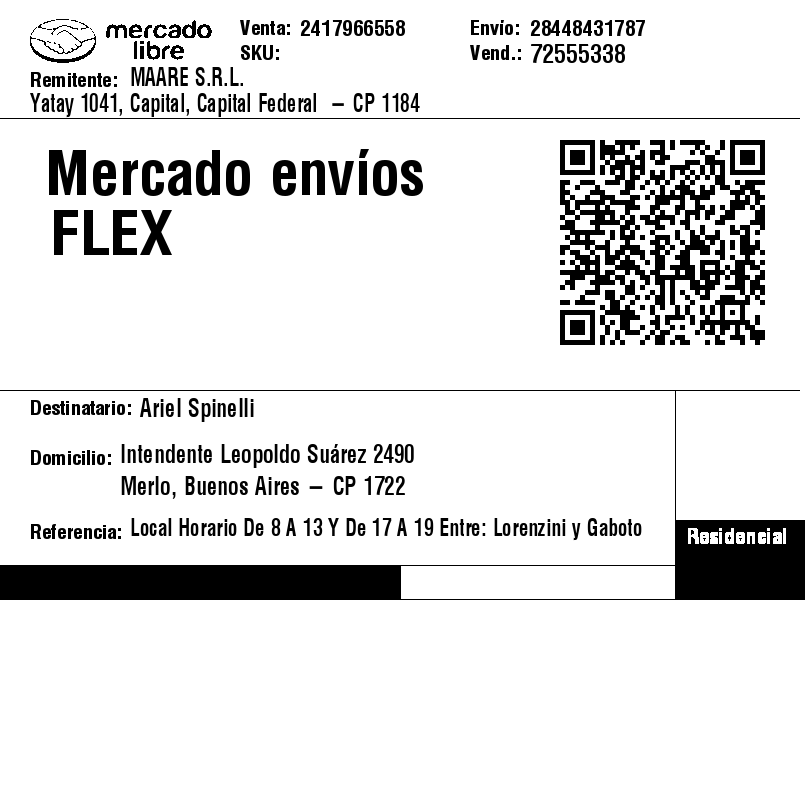 mercado
libre
Venta: 2417966558
SKU:
Envío: 28448431787
Vend.: 72555338
Remitente: MAARE S.R.L.
Yatay 1041, Capital, Capital Federal – CP 1184
Mercado envíos
FLEX
Destinatario: Ariel Spinelli
Domicilio: Intendente Leopoldo Suárez 2490
Merlo, Buenos Aires – CP 1722
Referencia: Local Horario De 8 A 13 Y De 17 A 19 Entre: Lorenzini y Gaboto
Residencial